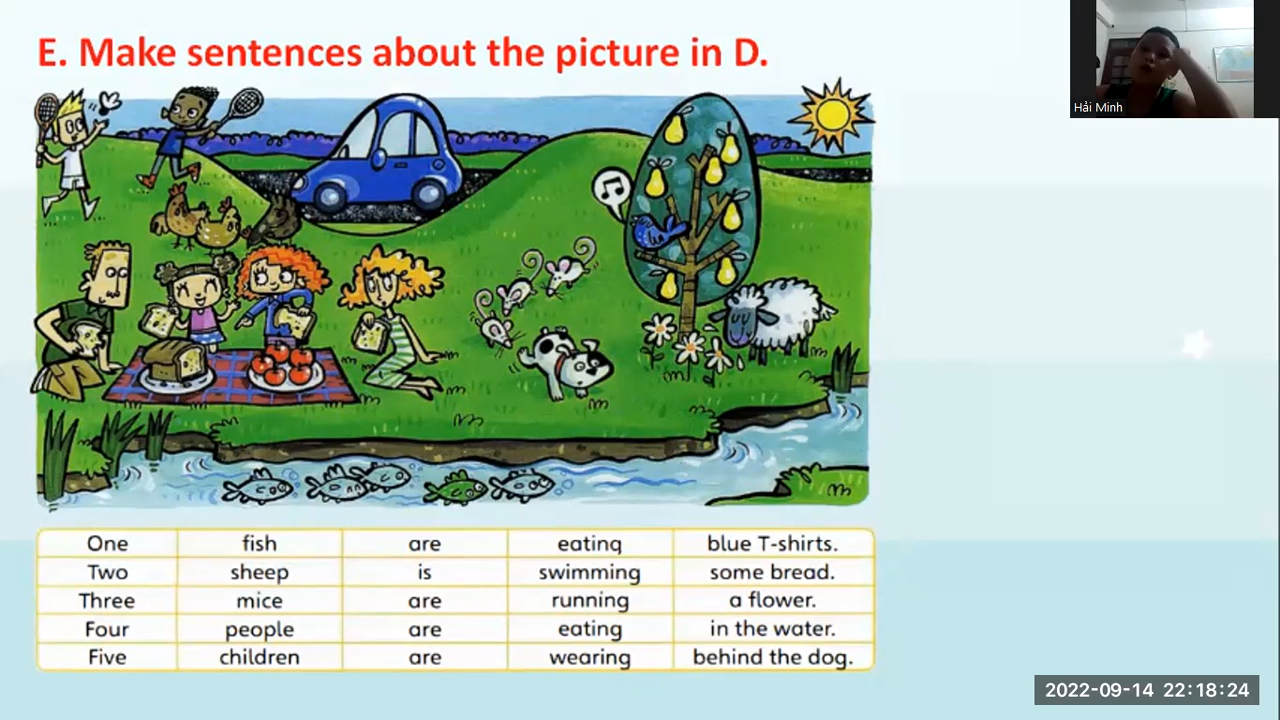 E. Make sentences about the picture in D.
Hải Minh
One fish are eating blue T-shirts.
Two sheep is swimming some bread.
Three mice are running a flower.
Four people are eating in the water.
Five children are wearing behind the dog.
2022-09-14 22:18:24